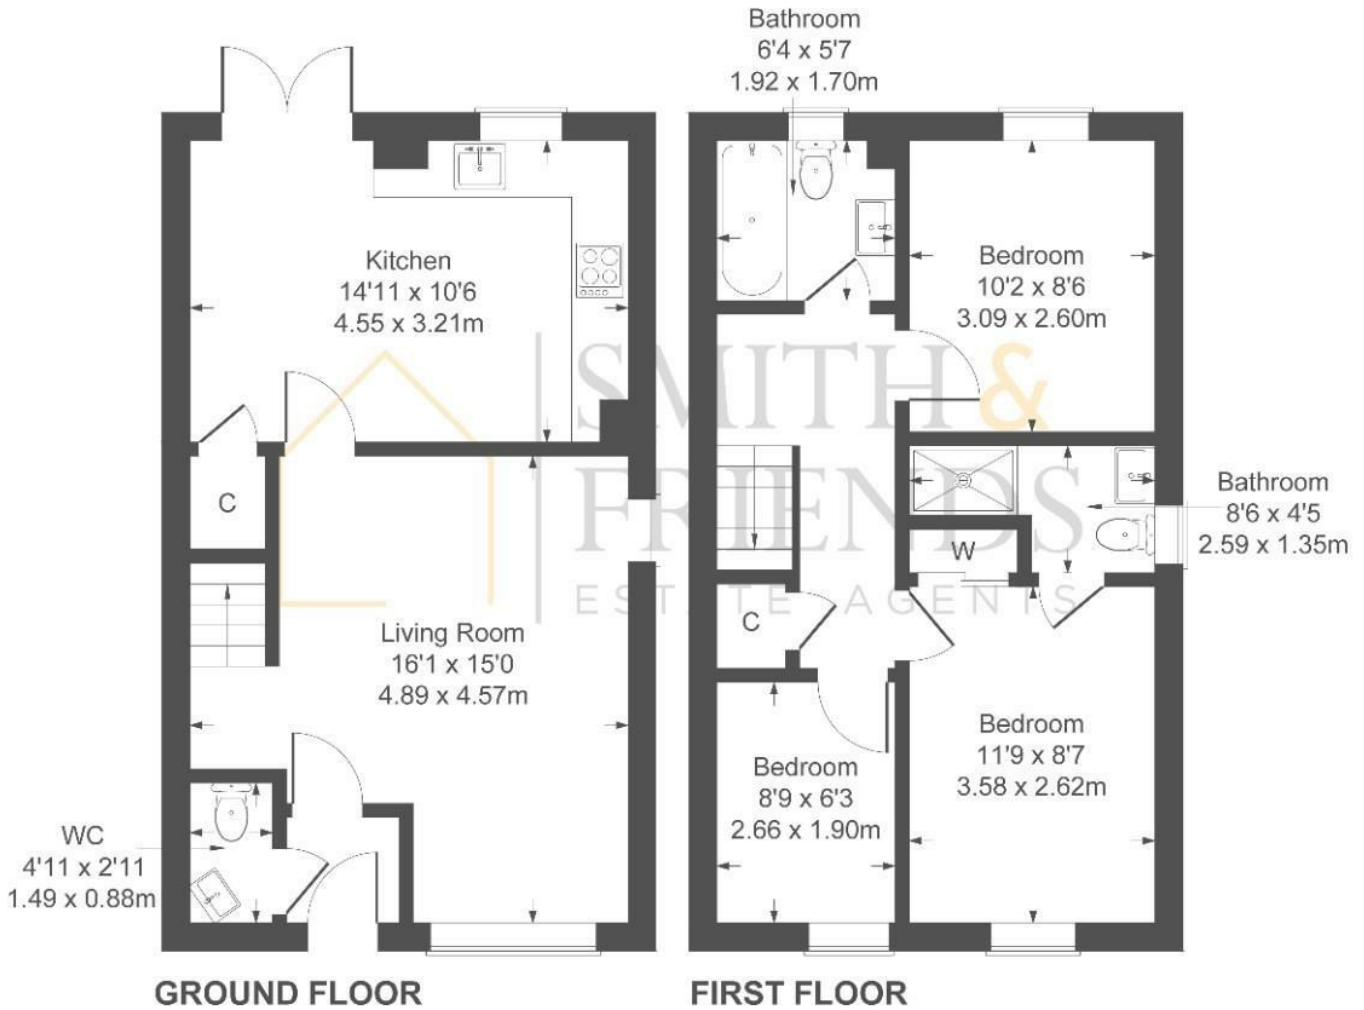 Bathroom
6'4 x 5'7
1.92 x 1.70m
Kitchen
14'11 x 10'6
4.55 x 3.21m
Bedroom
10'2 x 8'6
3.09 x 2.60m
SMITH &
FRIENDS
ESTATE AGENTS
C
Bathroom
8'6 x 4'5
2.59 x 1.35m
W
C
Living Room
16'1 x 15'0
4.89 x 4.57m
Bedroom
11'9 x 8'7
3.58 x 2.62m
Bedroom
8'9 x 6'3
2.66 x 1.90m
WC
4'11 x 2'11
1.49 x 0.88m
GROUND FLOOR
FIRST FLOOR